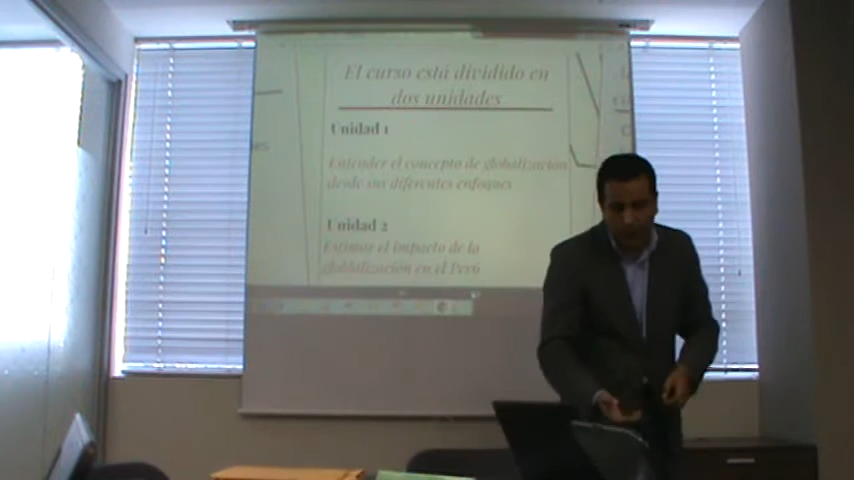 El curso está dividido en
dos unidades
Unidad 1
Entender el concepto de globalización
desde sus diferentes enfoques
Unidad 2
Estimar el impacto de la
globalización en el Perú